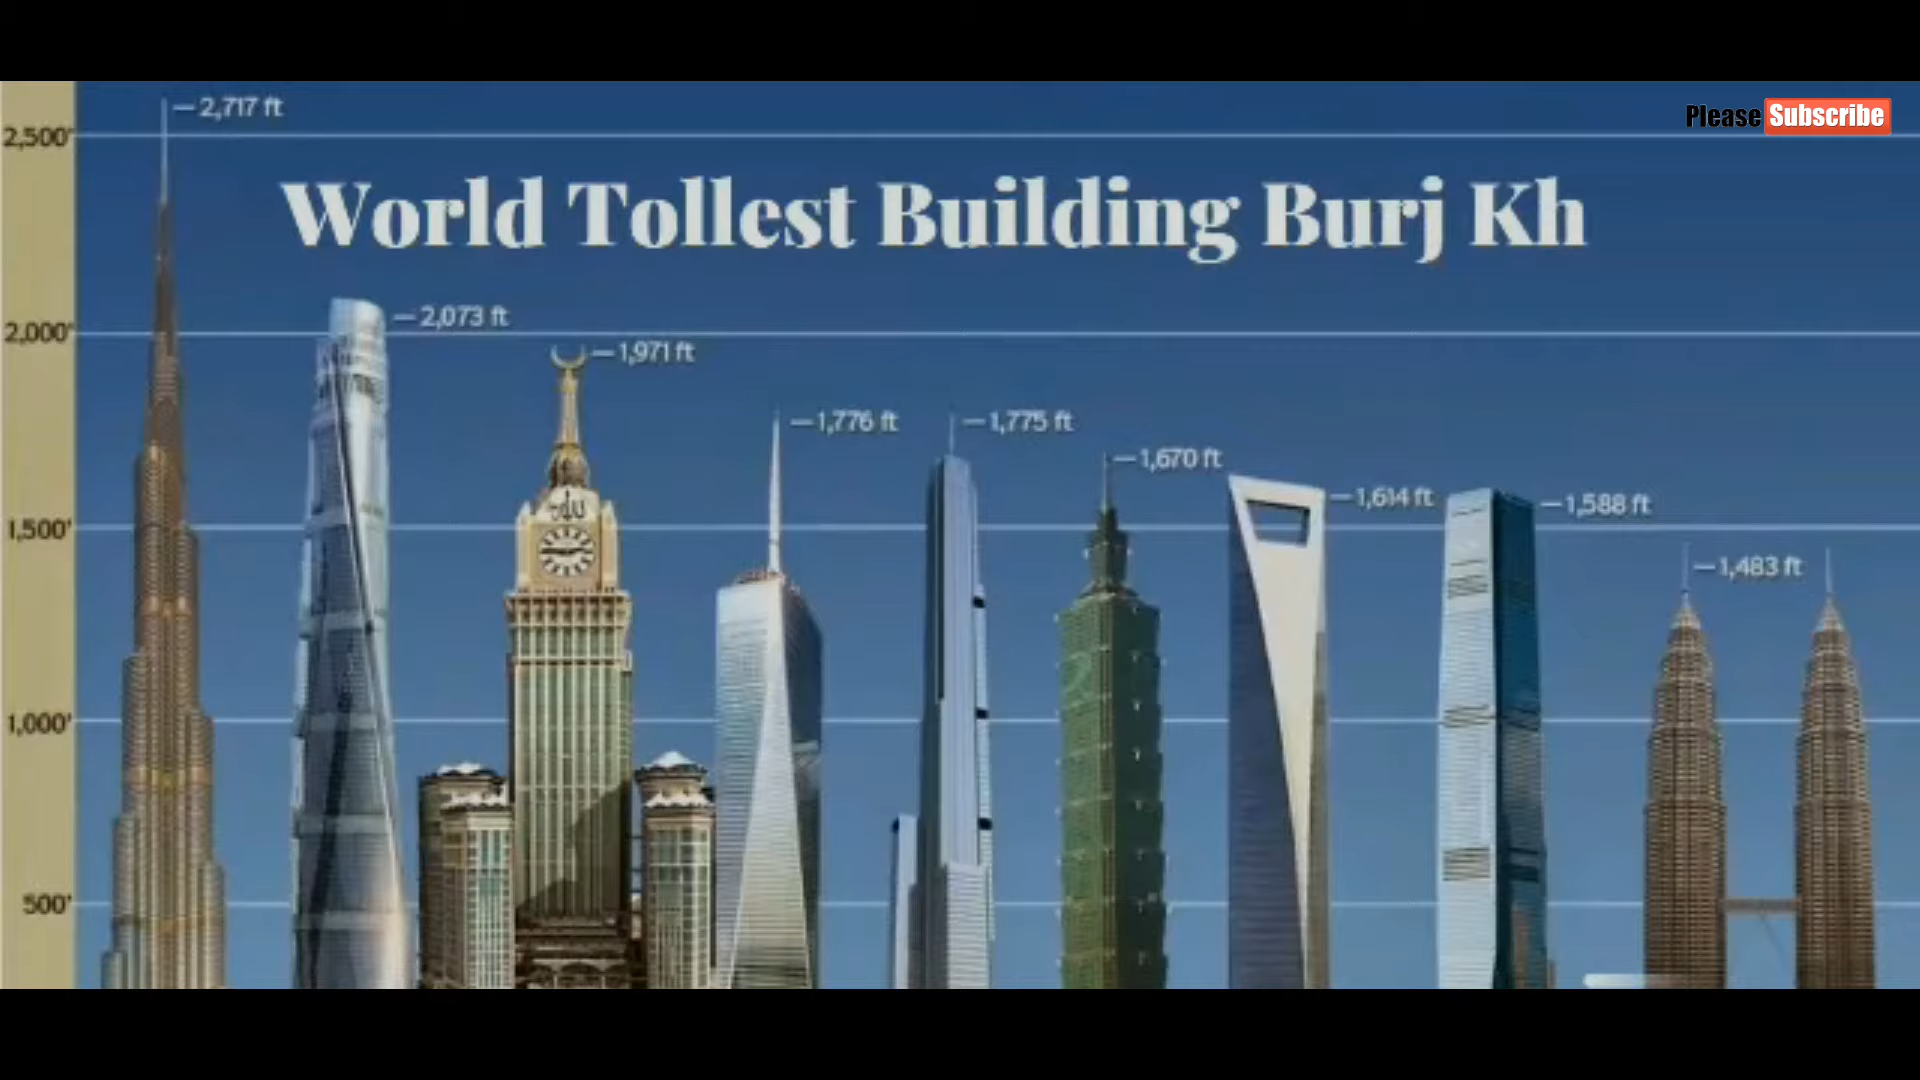 2,717 ft
Please Subscribe
2,500'
World Tollest Building Burj Kh
2,073 ft
2,000'
1,971 ft
1,776 ft
1,775 ft
1,670 ft
1,614 ft
1,588 ft
1,500'
1,483 ft
1,000'
500'